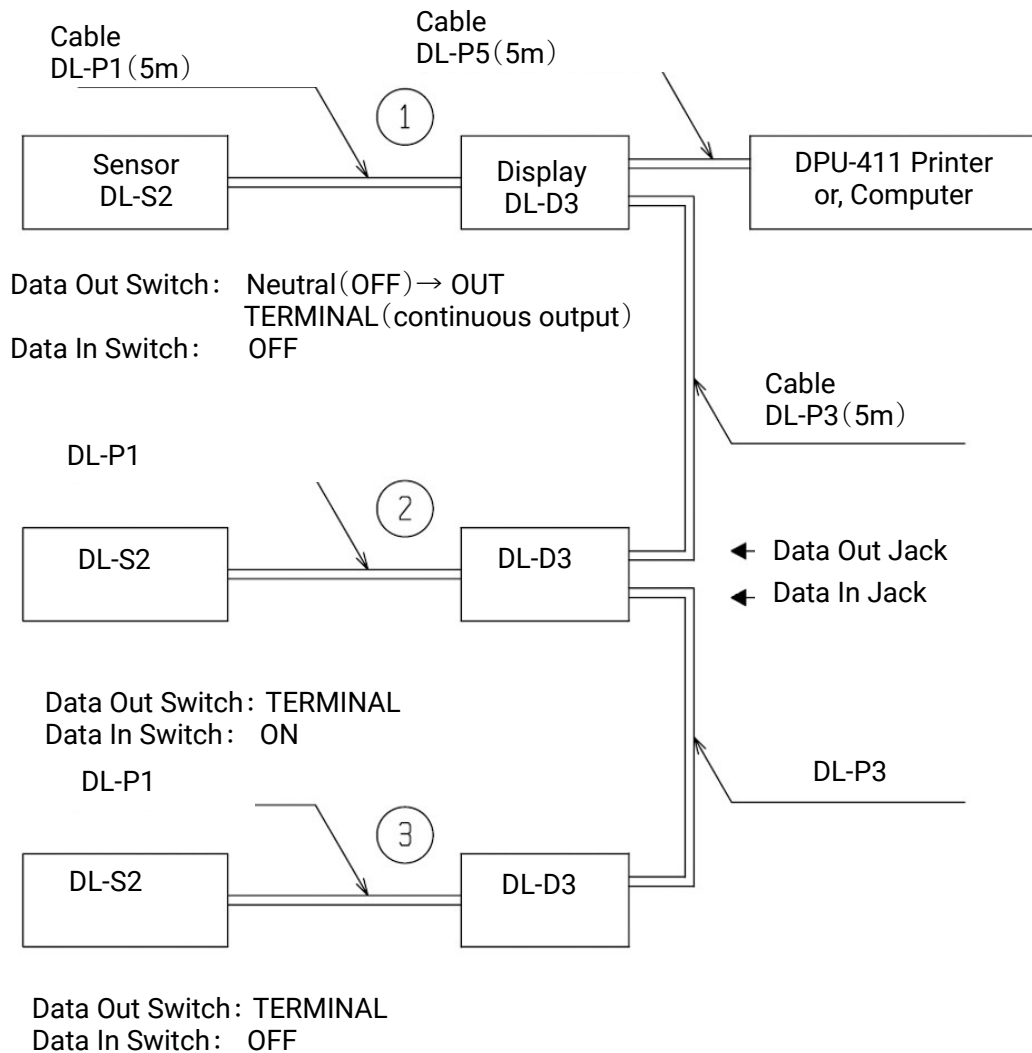 Cable
DL-P1(5m)
Cable
DL-P5(5m)
1
Sensor
DL-S2
Display
DL-D3
DPU-411 Printer
or, Computer
Data Out Switch: Neutral(OFF)→ OUT
TERMINAL(continuous output)
Data In Switch: OFF
Cable
DL-P3(5m)
DL-P1
2
DL-S2
DL-D3
Data Out Jack
Data In Jack
Data Out Switch: TERMINAL
Data In Switch: ON
DL-P1
DL-P3
3
DL-S2
DL-D3
Data Out Switch: TERMINAL
Data In Switch: OFF